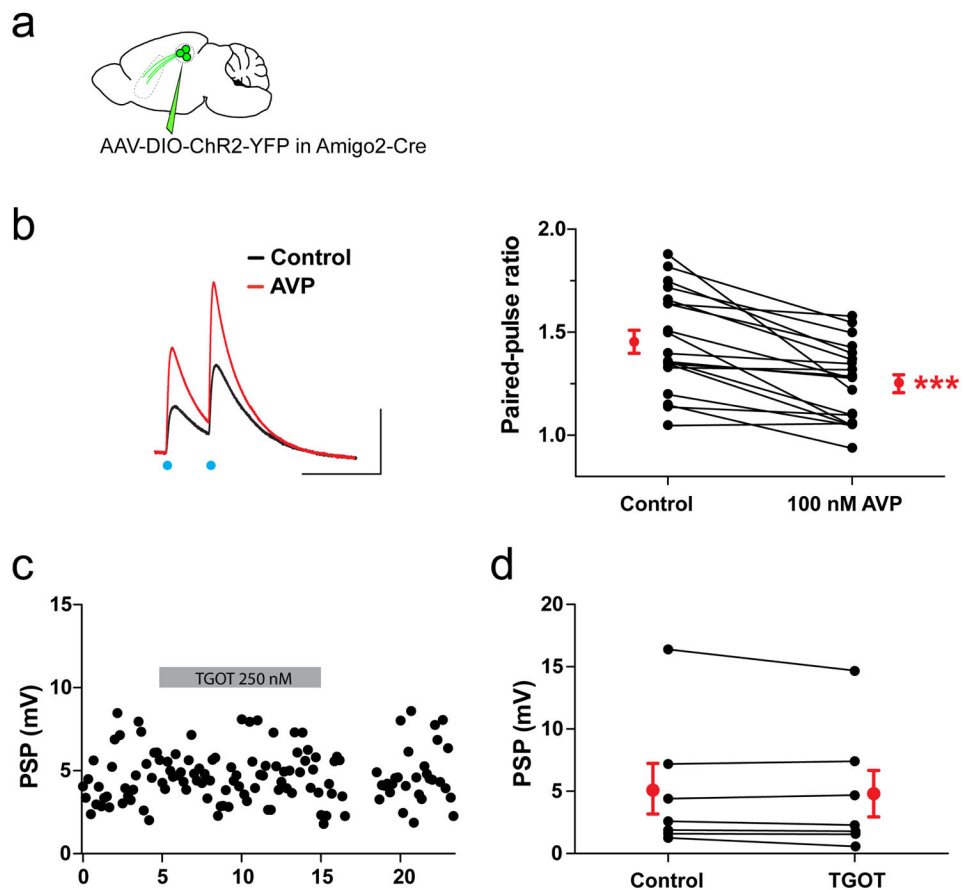 a
AAV-DIO-ChR2-YFP in Amigo2-Cre
b
Control
AVP
Paired-pulse ratio
2.0
1.5
1.0
***
Control
100 nM AVP
c
PSP (mV)
15
10
5
0
TGOT 250 nM
0
5
10
15
20
d
PSP (mV)
20
15
10
5
0
Control
TGOT